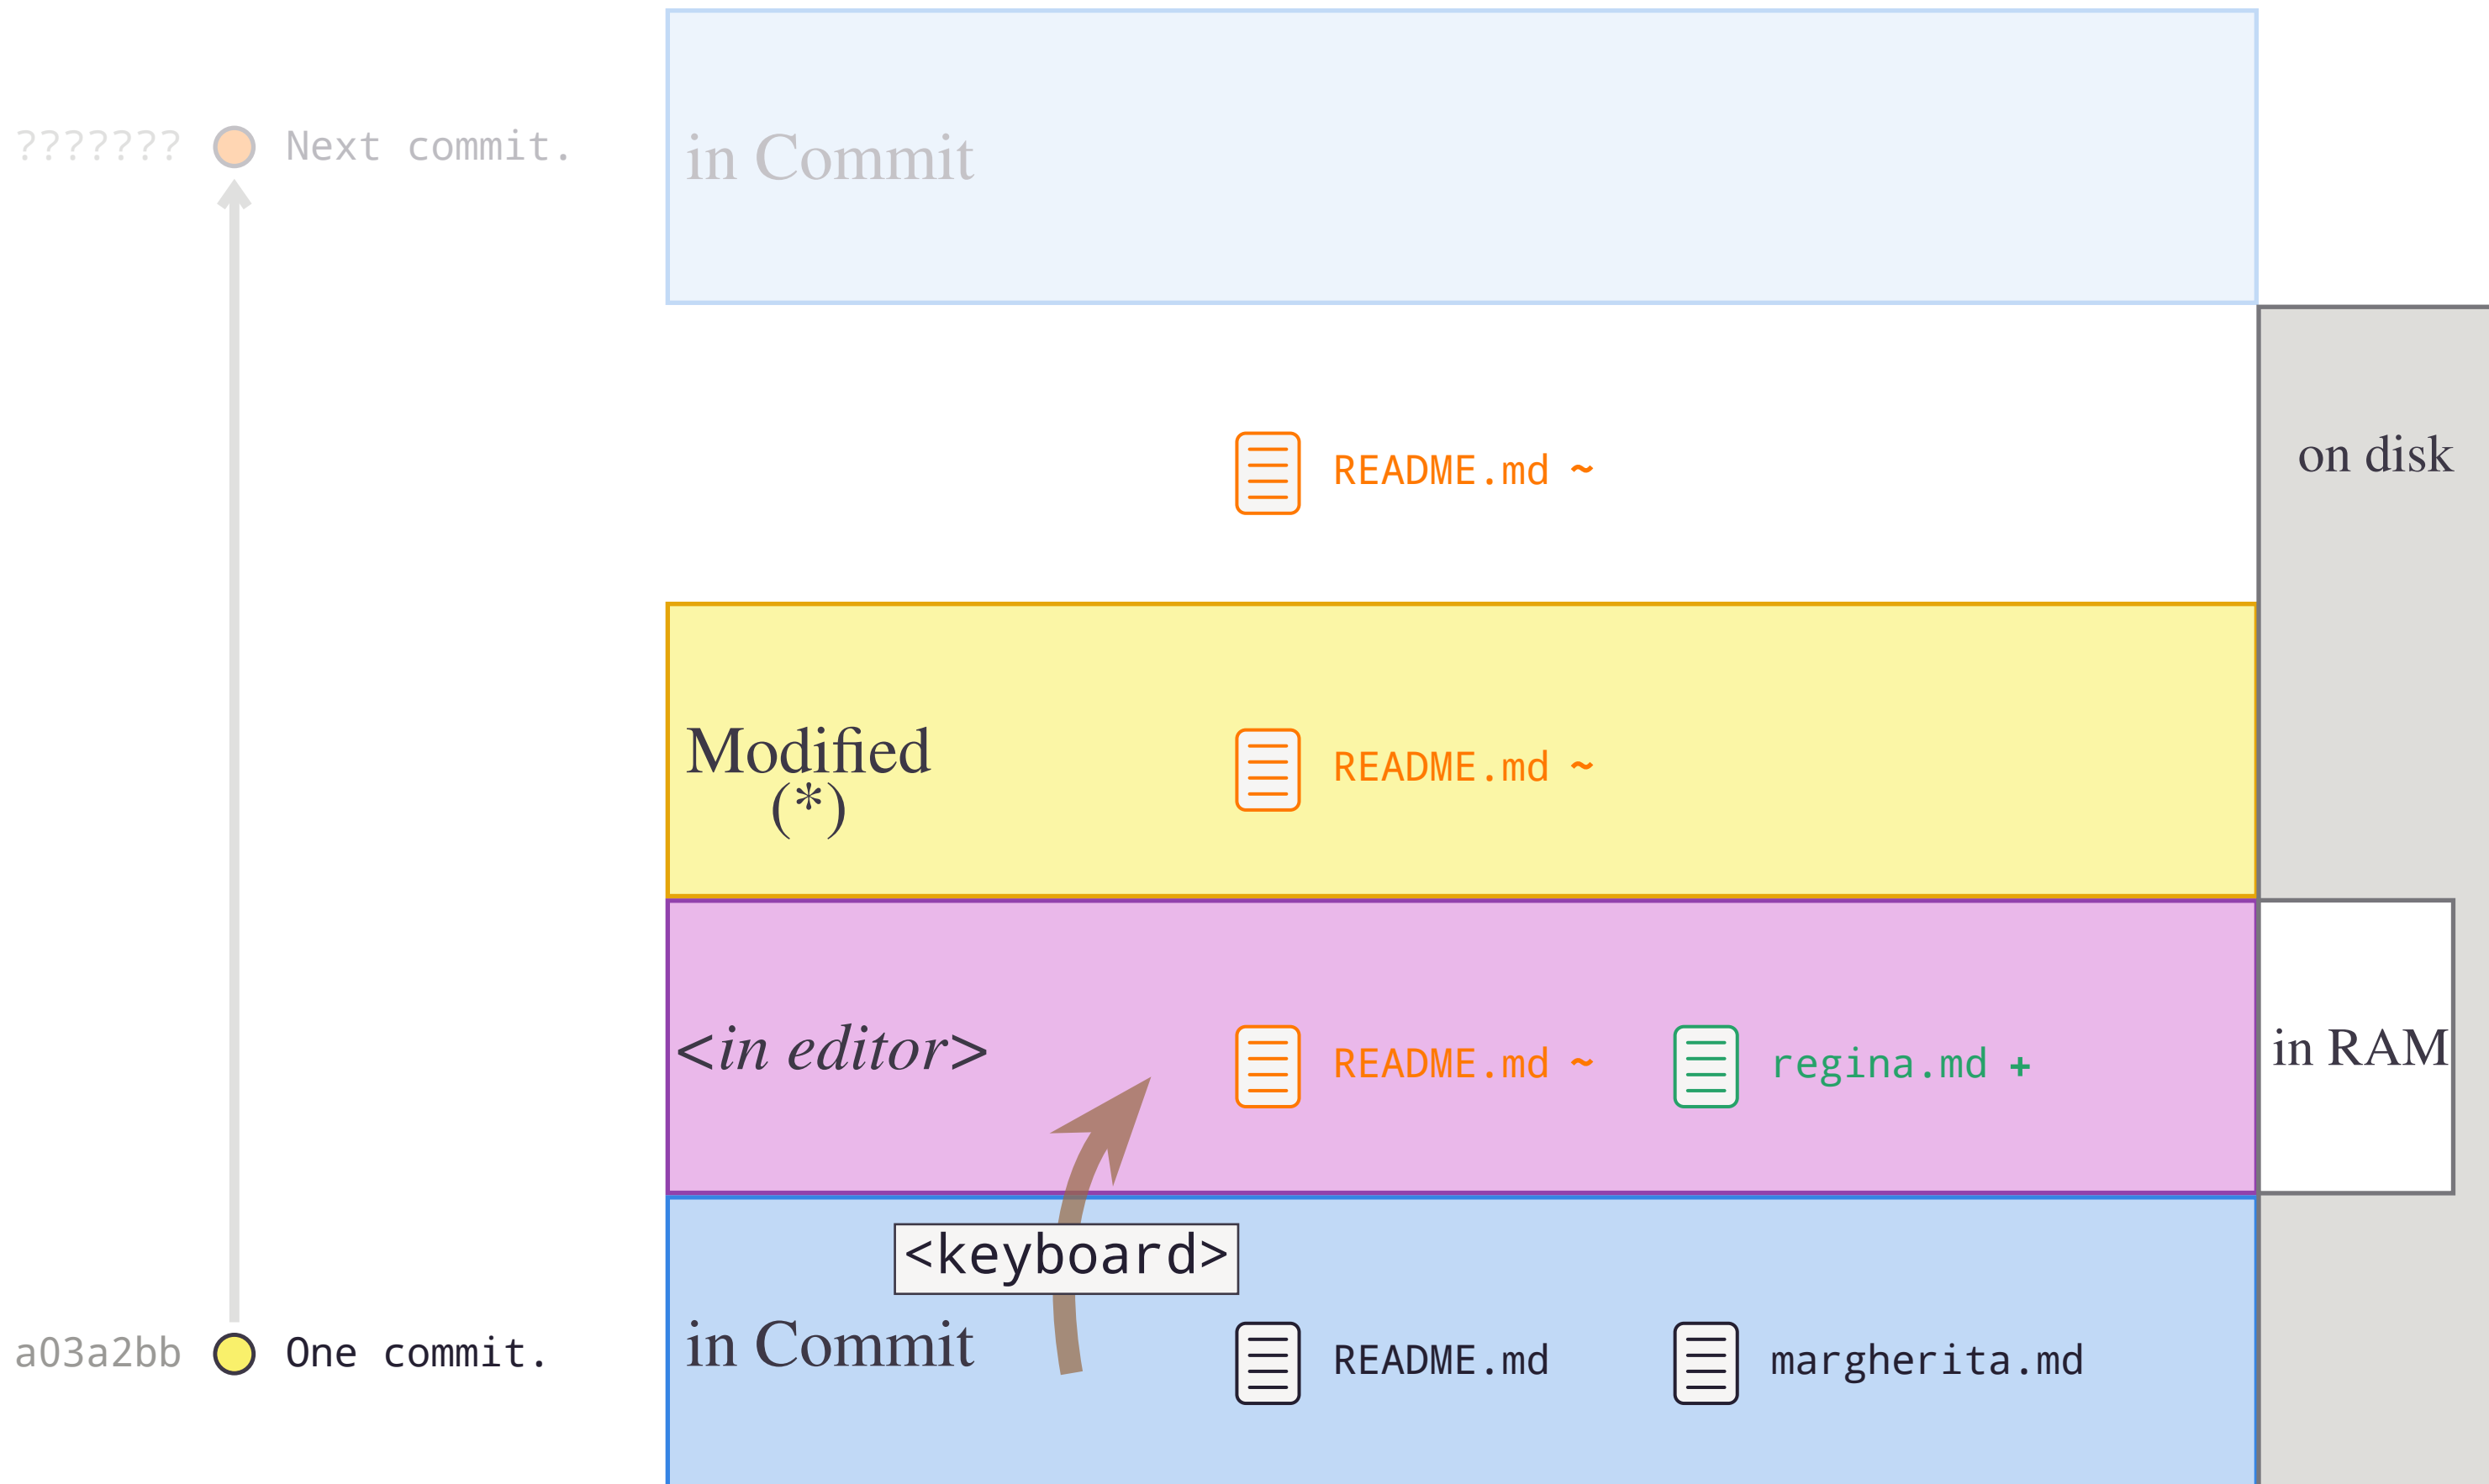 ??????? Next commit.
in Commit
README.md ~
on disk
Modified
(*)
README.md ~
<in editor>
README.md ~
regina.md +
in RAM
<keyboard>
a03a2bb One commit.
in Commit
README.md
margherita.md